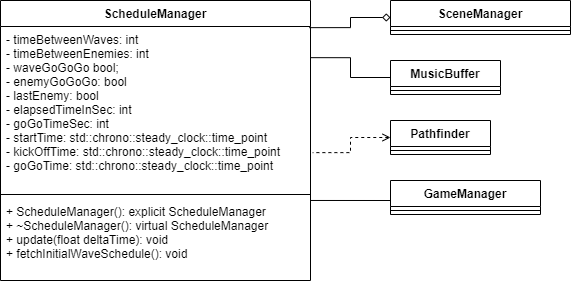 ScheduleManager
- timeBetweenWaves: int
- timeBetweenEnemies: int
- waveGoGoGo bool;
- enemyGoGoGo: bool
- lastEnemy: bool
- elapsedTimeInSec: int
- goGoTimeSec: int
- startTime: std::chrono::steady_clock::time_point
- kickOffTime: std::chrono::steady_clock::time_point
- goGoTime: std::chrono::steady_clock::time_point
+ ScheduleManager(): explicit ScheduleManager
+ ~ScheduleManager(): virtual ScheduleManager
+ update(float deltaTime): void
+ fetchInitialWaveSchedule(): void
SceneManager
MusicBuffer
Pathfinder
GameManager